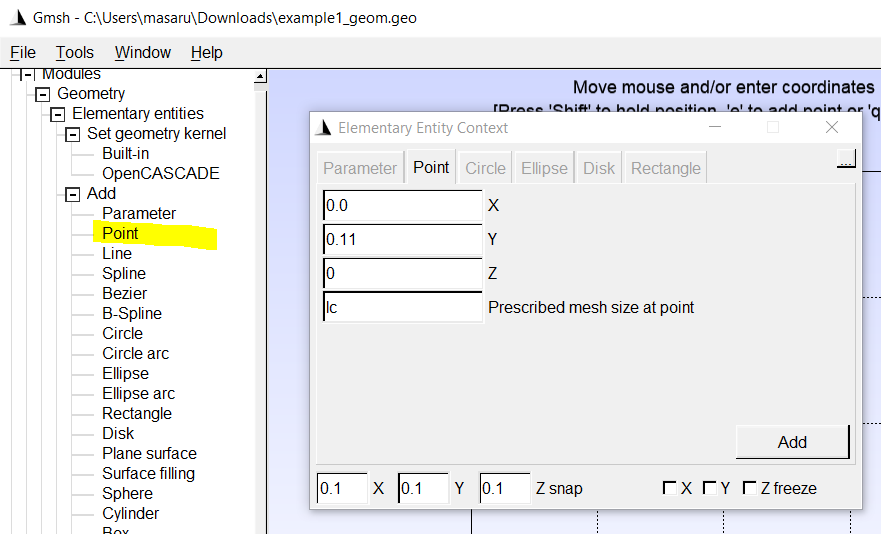 Gmsh - C:\Users\masaru\Downloads\example1_geom.geo
File Tools Window Help
Modules
Geometry
Elementary entities
Set geometry kernel
Built-in
OpenCASCADE
Add
Parameter
Point
Line
Spline
Bezier
B-Spline
Circle
Circle arc
Ellipse
Ellipse arc
Rectangle
Disk
Plane surface
Surface filling
Sphere
Cylinder
Box
Move mouse and/or enter coordinates
[Press 'Shift' to hold position, 'e' to add point or 'q
Elementary Entity Context
Parameter Point Circle Ellipse Disk Rectangle ...
0.0 X
0.11 Y
0 Z
lc Prescribed mesh size at point
Add
0.1 X 0.1 Y 0.1 Z snap X Y Z freeze